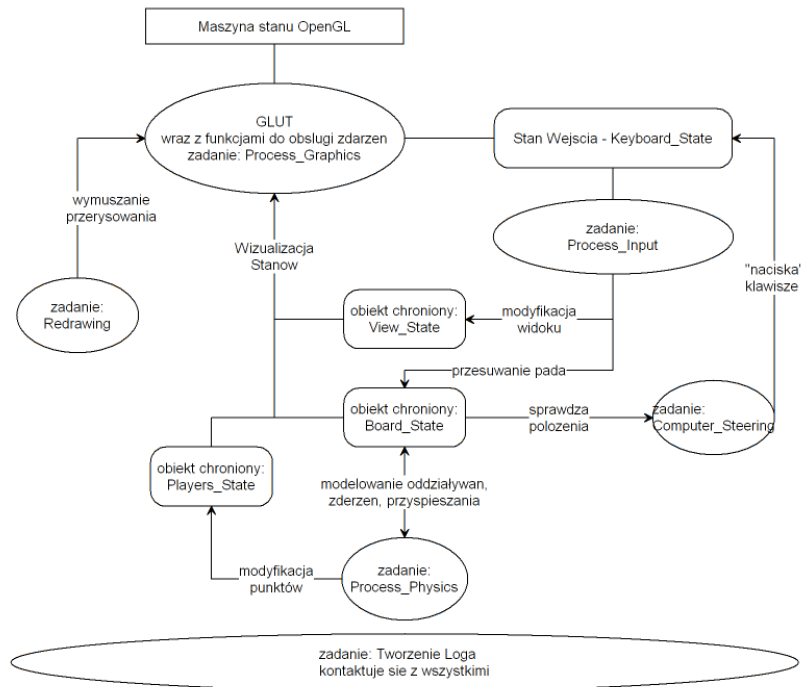 Maszyna stanu OpenGL
GLUT
wraz z funkcjami do obslugi zdarzen
zadanie: Process_Graphics
Stan Wejscia - Keyboard_State
wymuszanie
przerysowania
zadanie:
Process_Input
Wizualizacja
Stanow
"naciska"
klawisze
zadanie:
Redrawing
obiekt chroniony:
View_State
modyfikacja
widoku
przesuwanie pada
obiekt chroniony:
Board_State
sprawdza
polozenia
zadanie:
Computer_Steering
obiekt chroniony:
Players_State
modelowanie oddziaływan,
zderzen, przyspieszania
modyfikacja
punktów
zadanie:
Process_Physics
zadanie: Tworzenie Loga
kontaktuje sie z wszystkimi